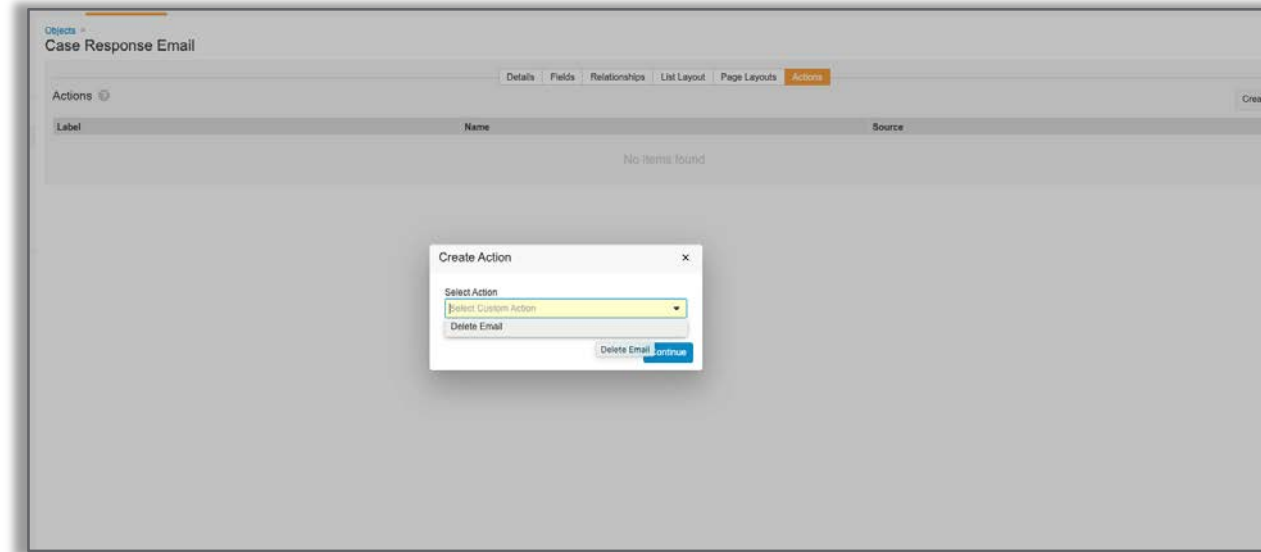 Objects >
Case Response Email
Details Fields Relationships List Layout Page Layouts Actions
Actions
Crea
Label Name Source
No items found
Create Action ×
Select Action
Select Custom Action
Delete Email
Delete Email ontinue